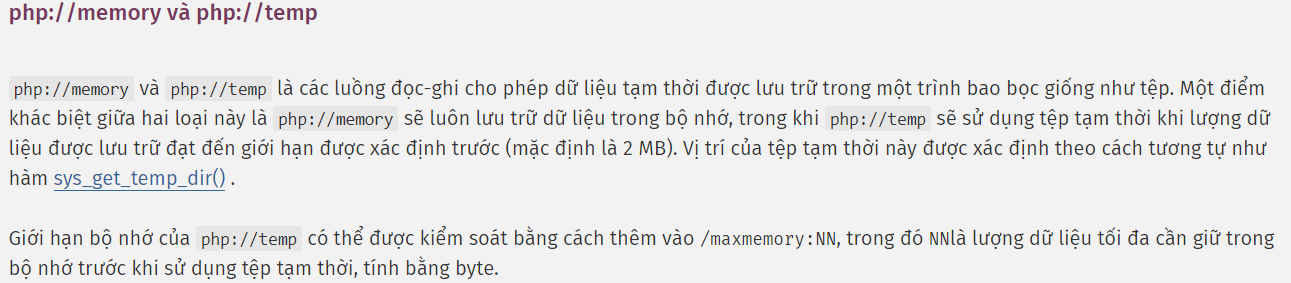 php://memory và php://temp
php://memory và php://temp là các luồng đọc-ghi cho phép dữ liệu tạm thời được lưu trữ trong một trình bao bọc giống như tệp. Một điểm
khác biệt giữa hai loại này là php://memory sẽ luôn lưu trữ dữ liệu trong bộ nhớ, trong khi php://temp sẽ sử dụng tệp tạm thời khi lượng dữ
liệu được lưu trữ đạt đến giới hạn được xác định trước (mặc định là 2 MB). Vị trí của tệp tạm thời này được xác định theo cách tương tự như
hàm sys_get_temp_dir() .
Giới hạn bộ nhớ của php://temp có thể được kiểm soát bằng cách thêm vào /maxmemory:NN, trong đó NNlà lượng dữ liệu tối đa cần giữ trong
bộ nhớ trước khi sử dụng tệp tạm thời, tính bằng byte.